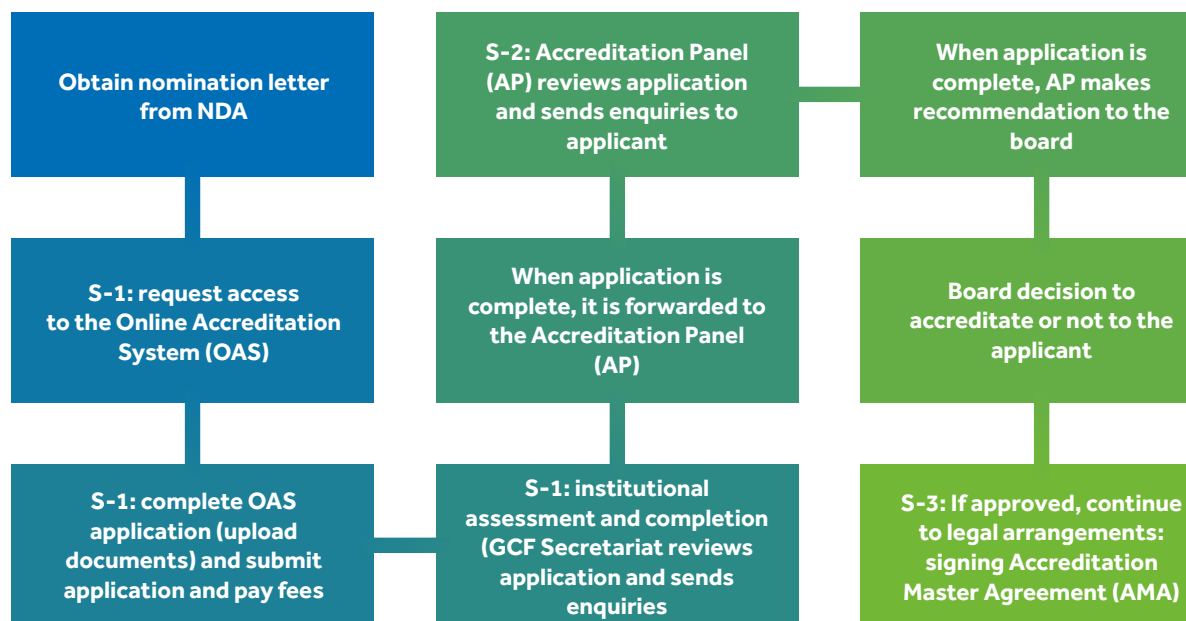 Obtain nomination letter
from NDA
S-1: request access
to the Online Accreditation
System (OAS)
S-1: complete OAS
application (upload
documents) and submit
application and pay fees
S-1: institutional
assessment and completion
(GCF Secretariat reviews
application and sends
enquiries
When application is
complete, it is forwarded to
the Accreditation Panel
(AP)
S-2: Accreditation Panel
(AP) reviews application
and sends enquiries to
applicant
When application is
complete, AP makes
recommendation to the
board
Board decision to
accreditate or not to the
applicant
S-3: If approved, continue
to legal arrangements:
signing Accreditation
Master Agreement (AMA)